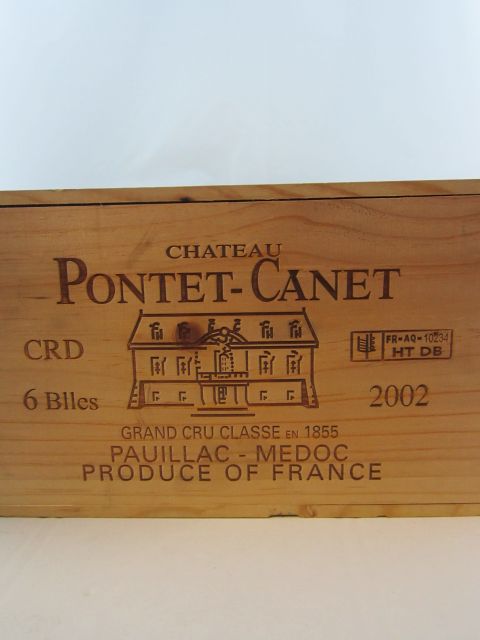 CHATEAU
PONTET-CANET
CRD
FR-AQ-10234
HT DB
6 Blles
2002
GRAND CRU CLASSE EN 1855
PAUILLAC - MEDOC
PRODUCE OF FRANCE